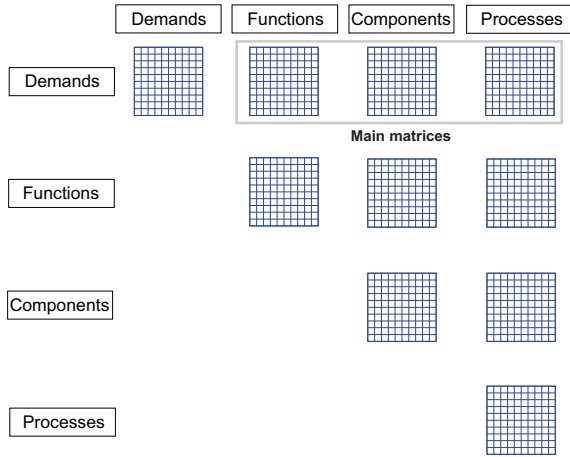 Demands
Functions
Components
Processes
Demands
Main matrices
Functions
Components
Processes